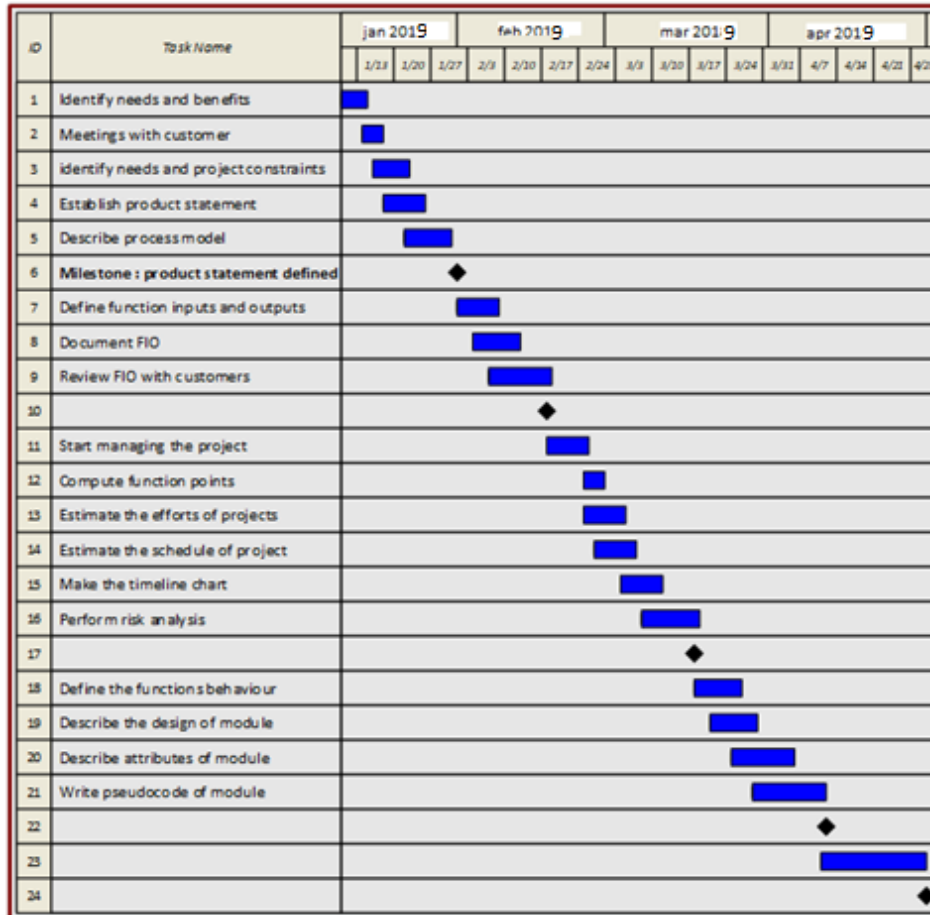 ID Task Name jan 2019 feb 2019 mar 2019 apr 2019
1/13 1/20 1/27 2/3 2/10 2/17 2/24 3/3 3/10 3/17 3/24 3/31 4/7 4/14 4/21
1 Identify needs and benefits
2 Meetings with customer
3 identify needs and project constraints
4 Establish product statement
5 Describe process model
6 Milestone : product statement defined
7 Define function inputs and outputs
8 Document FIO
9 Review FIO with customers
10
11 Start managing the project
12 Compute function points
13 Estimate the efforts of projects
14 Estimate the schedule of project
15 Make the timeline chart
16 Perform risk analysis
17
18 Define the functions behaviour
19 Describe the design of module
20 Describe attributes of module
21 Write pseudocode of module
22
23
24